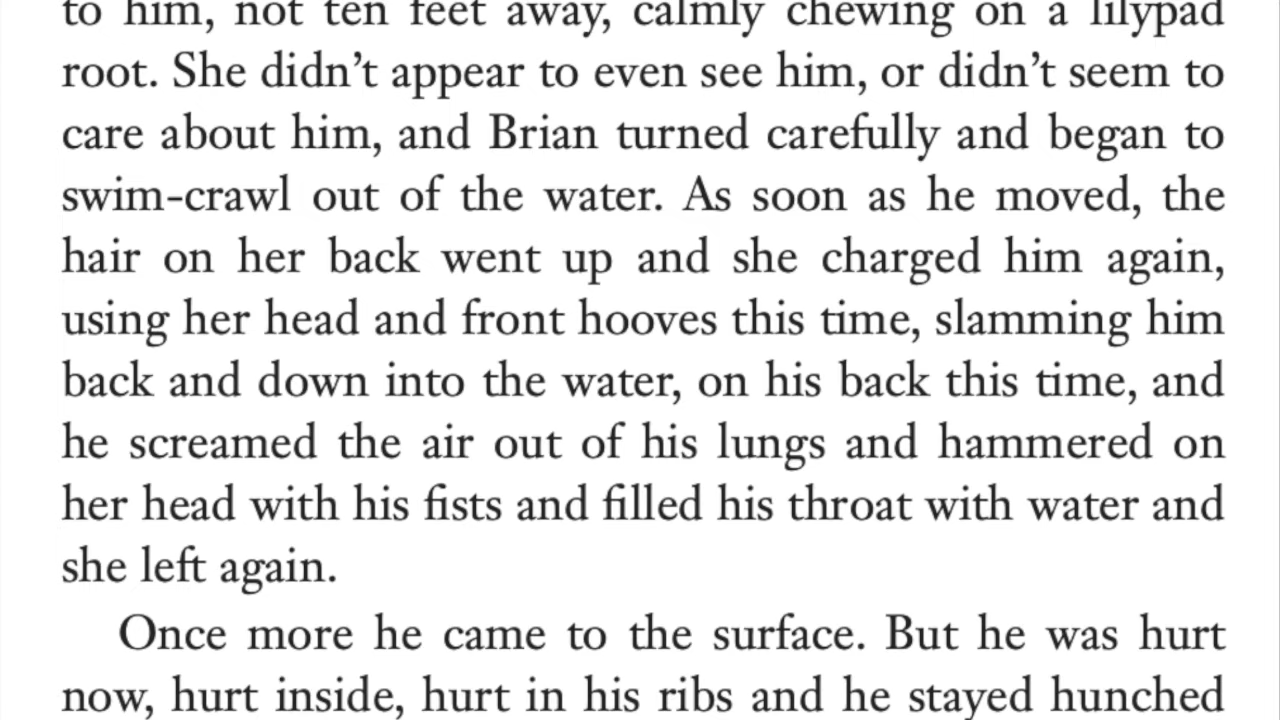 to him, not ten feet away, calmly chewing on a lilypad
root. She didn’t appear to even see him, or didn’t seem to
care about him, and Brian turned carefully and began to
swim-crawl out of the water. As soon as he moved, the
hair on her back went up and she charged him again,
using her head and front hooves this time, slamming him
back and down into the water, on his back this time, and
he screamed the air out of his lungs and hammered on
her head with his fists and filled his throat with water and
she left again.
Once more he came to the surface. But he was hurt
now, hurt inside, hurt in his ribs and he stayed hunched